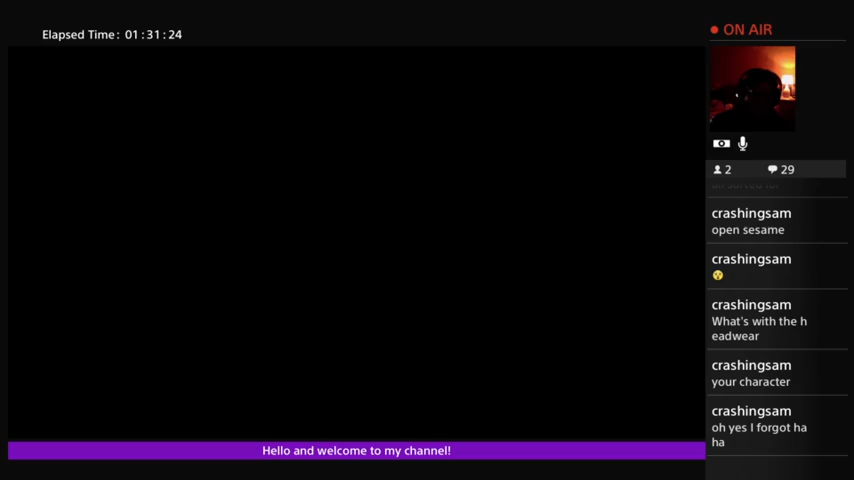 Elapsed Time: 01:31:24
ON AIR
2
29
crashingsam
open sesame
crashingsam
crashingsam
What's with the h
eadwear
crashingsam
your character
crashingsam
oh yes I forgot ha
ha
Hello and welcome to my channel!